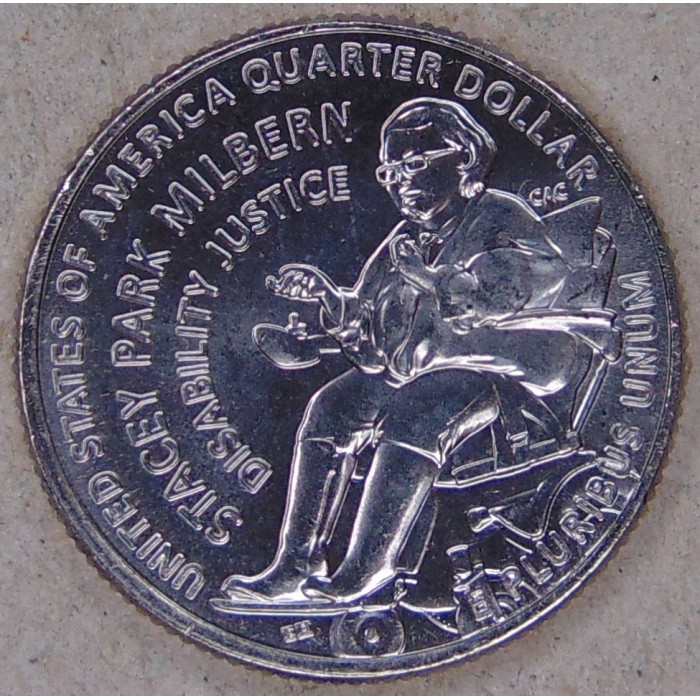 UNITED STATES OF AMERICA QUARTER DOLLAR
STACEY PARK MILBERN
DISABILITY JUSTICE
E PLURIBUS UNUM